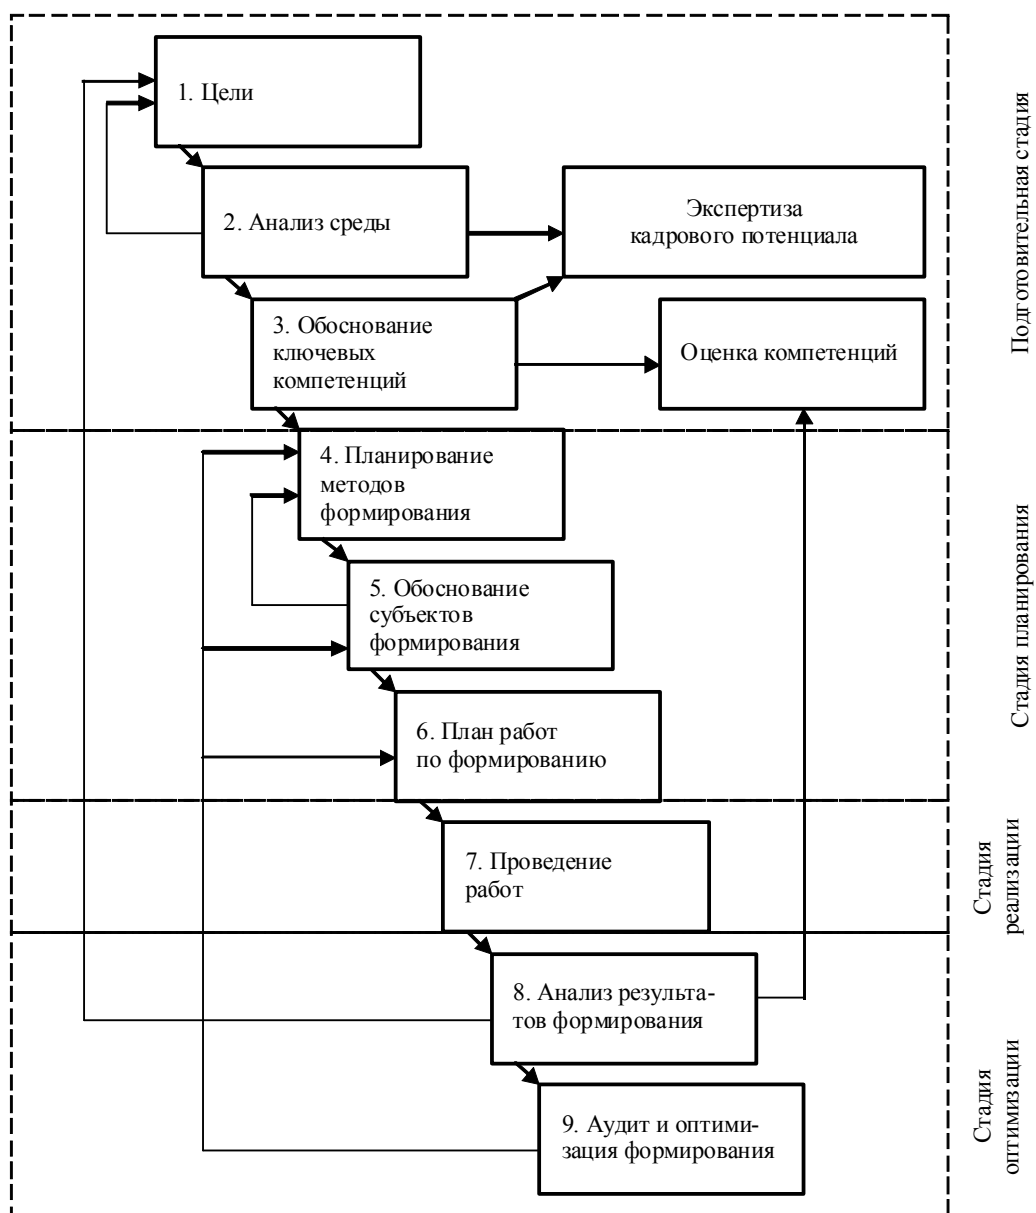 1. Цели
2. Анализ среды
Экспертиза
кадрового потенциала
3. Обоснование
ключевых
компетенций
Оценка компетенций
Подготовительная стадия
4. Планирование
методов
формирования
5. Обоснование
субъектов
формирования
6. План работ
по формированию
Стадия планирования
7. Проведение
работ
Стадия
реализации
8. Анализ результа-
тов формирования
9. Аудит и оптими-
зация формирования
Стадия
оптимизации